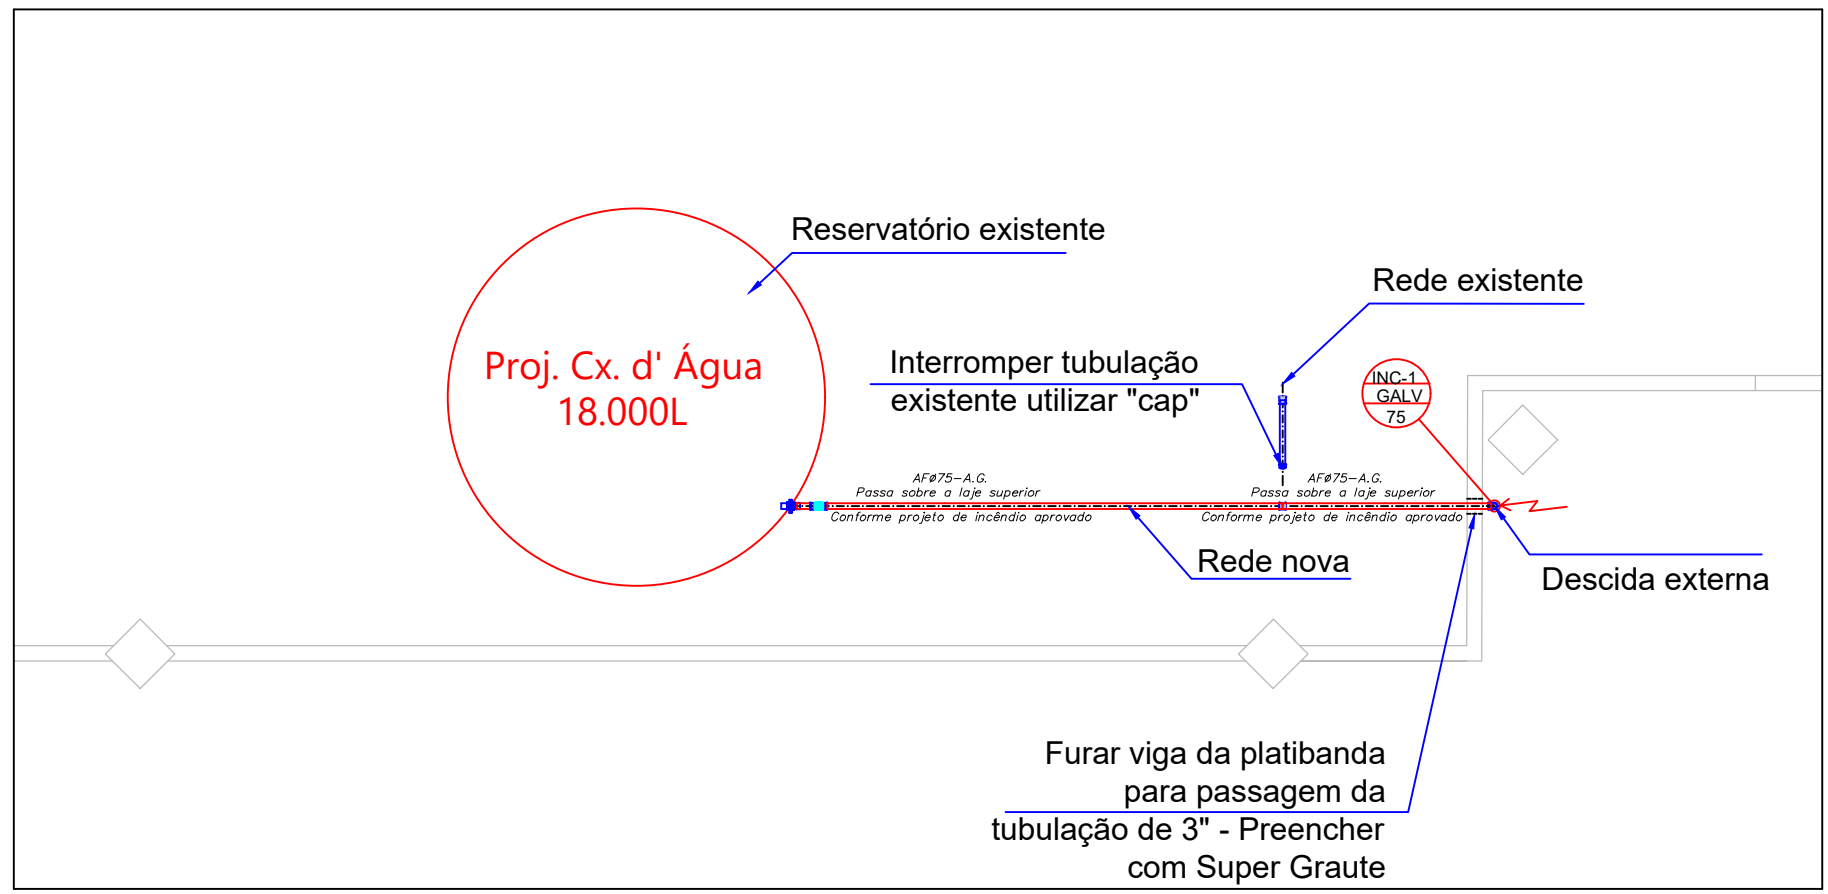 Reservatório existente
Rede existente
Proj. Cx. d' Água
18.000L
Interromper tubulação
existente utilizar "cap"
INC-1
GALV
75
AFø75-A.G.
Passa sobre a laje superior
Conforme projeto de incêndio aprovado
AFø75-A.G.
Passa sobre a laje superior
Conforme projeto de incêndio aprovado
Rede nova
Descida externa
Furar viga da platibanda
para passagem da
tubulação de 3" - Preencher
com Super Graute